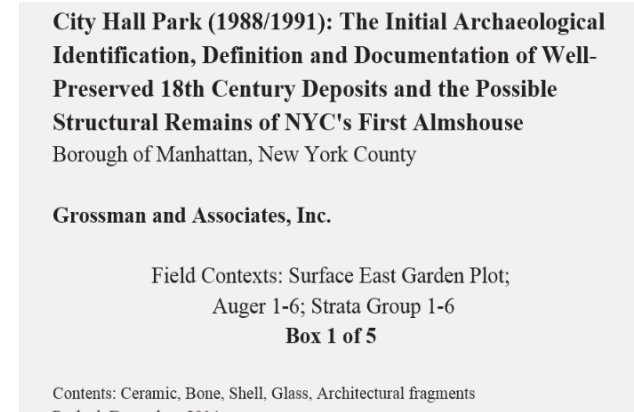 City Hall Park (1988/1991): The Initial Archaeological
Identification, Definition and Documentation of Well-
Preserved 18th Century Deposits and the Possible
Structural Remains of NYC's First Almshouse
Borough of Manhattan, New York County
Grossman and Associates, Inc.
Field Contexts: Surface East Garden Plot;
Auger 1-6; Strata Group 1-6
Box 1 of 5
Contents: Ceramic, Bone, Shell, Glass, Architectural fragments